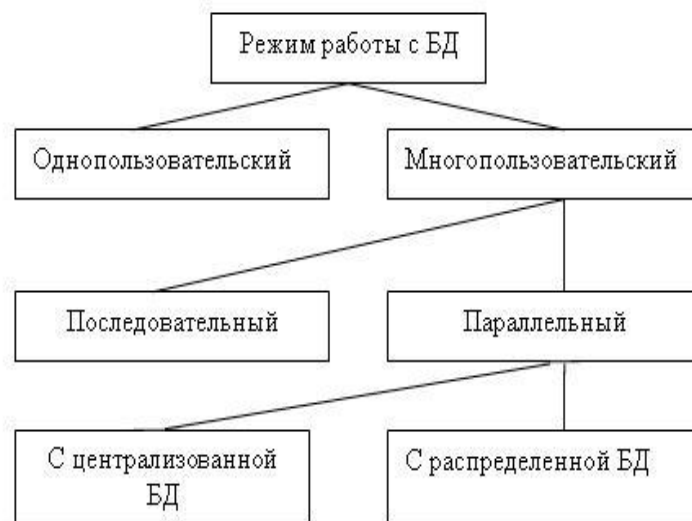 Режим работы с БД
Однопользовательский
Многопользовательский
Последовательный
Параллельный
С централизованной
БД
С распределенной БД